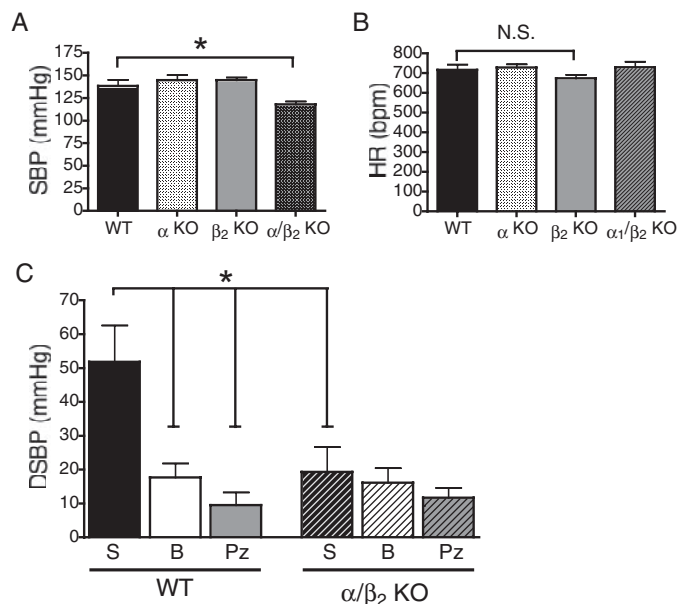 A
*
SBP (mmHg)
175
150
125
100
75
50
25
0
WT
α KO
β2 KO
α/β2 KO
B
N.S.
HR (bpm)
800
700
600
500
400
300
200
100
0
WT
α KO
β2 KO
α1/β2 KO
C
*
DSBP (mmHg)
70
60
50
40
30
20
10
0
S B Pz S B Pz
WT α/β2 KO